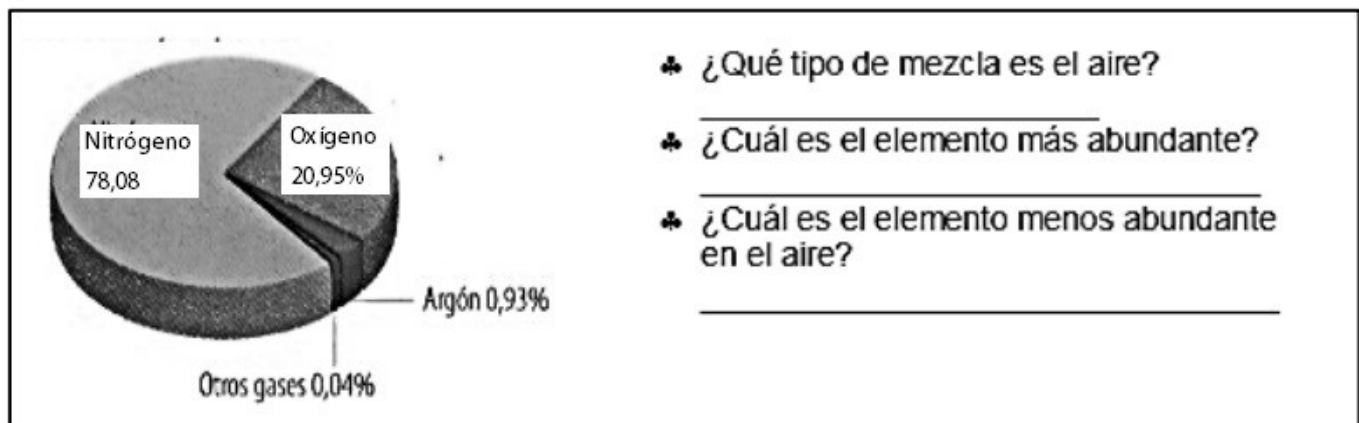 Nitrógeno
78,08
Oxígeno
20,95%
Argón 0,93%
Otros gases 0,04%
♣ ¿Qué tipo de mezcla es el aire?
♣ ¿Cuál es el elemento más abundante?
♣ ¿Cuál es el elemento menos abundante
en el aire?